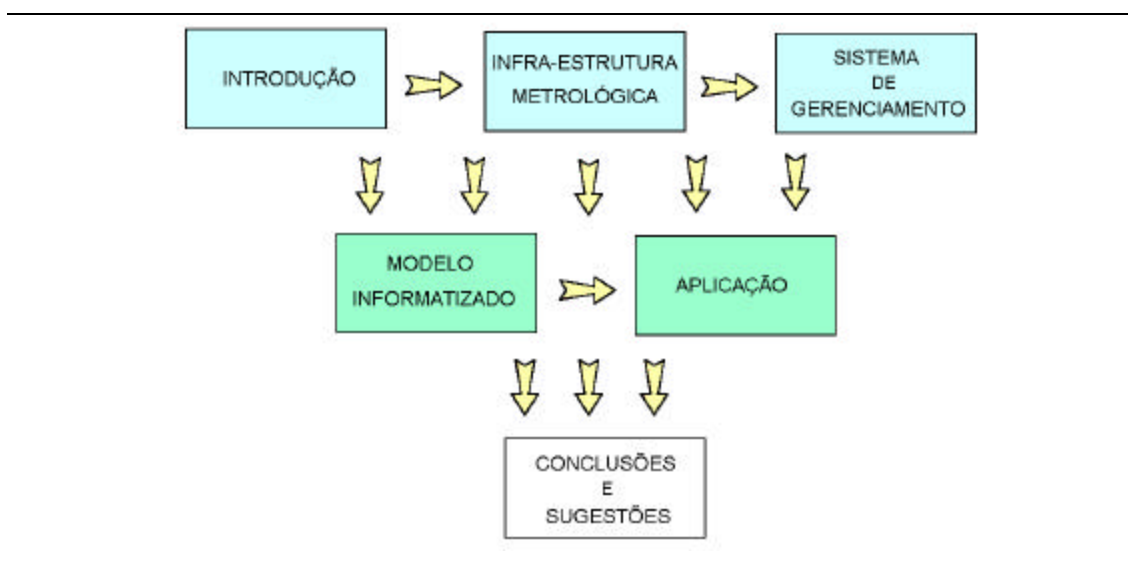 INTRODUÇÃO
INFRA-ESTRUTURA
METROLÓGICA
SISTEMA
DE
GERENCIAMENTO
MODELO
INFORMATIZADO
APLICAÇÃO
CONCLUSÕES
E
SUGESTÕES